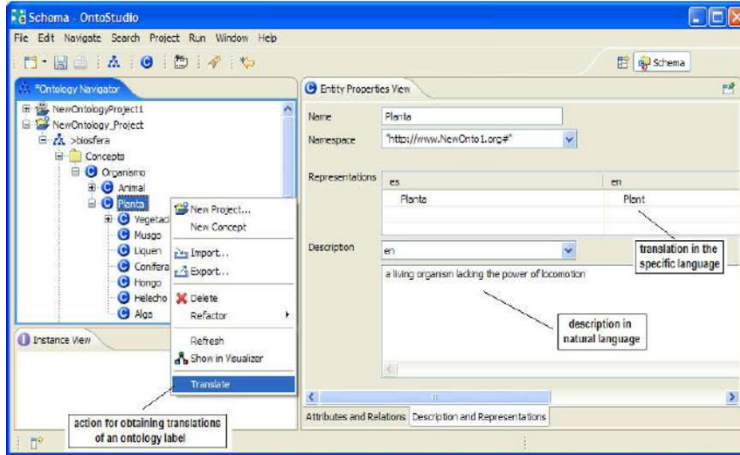 Schema - OntoStudio
File Edit Navigate Search Project Run Window Help
Schema
*Ontology Navigator
NewOntologyProject1
NewOntology_Project
>biosfera
Concepts
Organismo
Animal
Planta
Vegetac
Musgo
Liquen
Conifera
Hongo
Helecho
Alga
New Project...
New Concept
Import...
Export...
Delete
Refactor
Refresh
Show in Visualizer
Translate
Instance View
action for obtaining translations
of an ontology label
Entity Properties View
Name Planta
Namespace "http://www.NewOnto1.org#"
Representations es en
Planta Plant
Description en
a living organism lacking the power of locomotion
translation in the
specific language
description in
natural language
Attributes and Relations Description and Representations